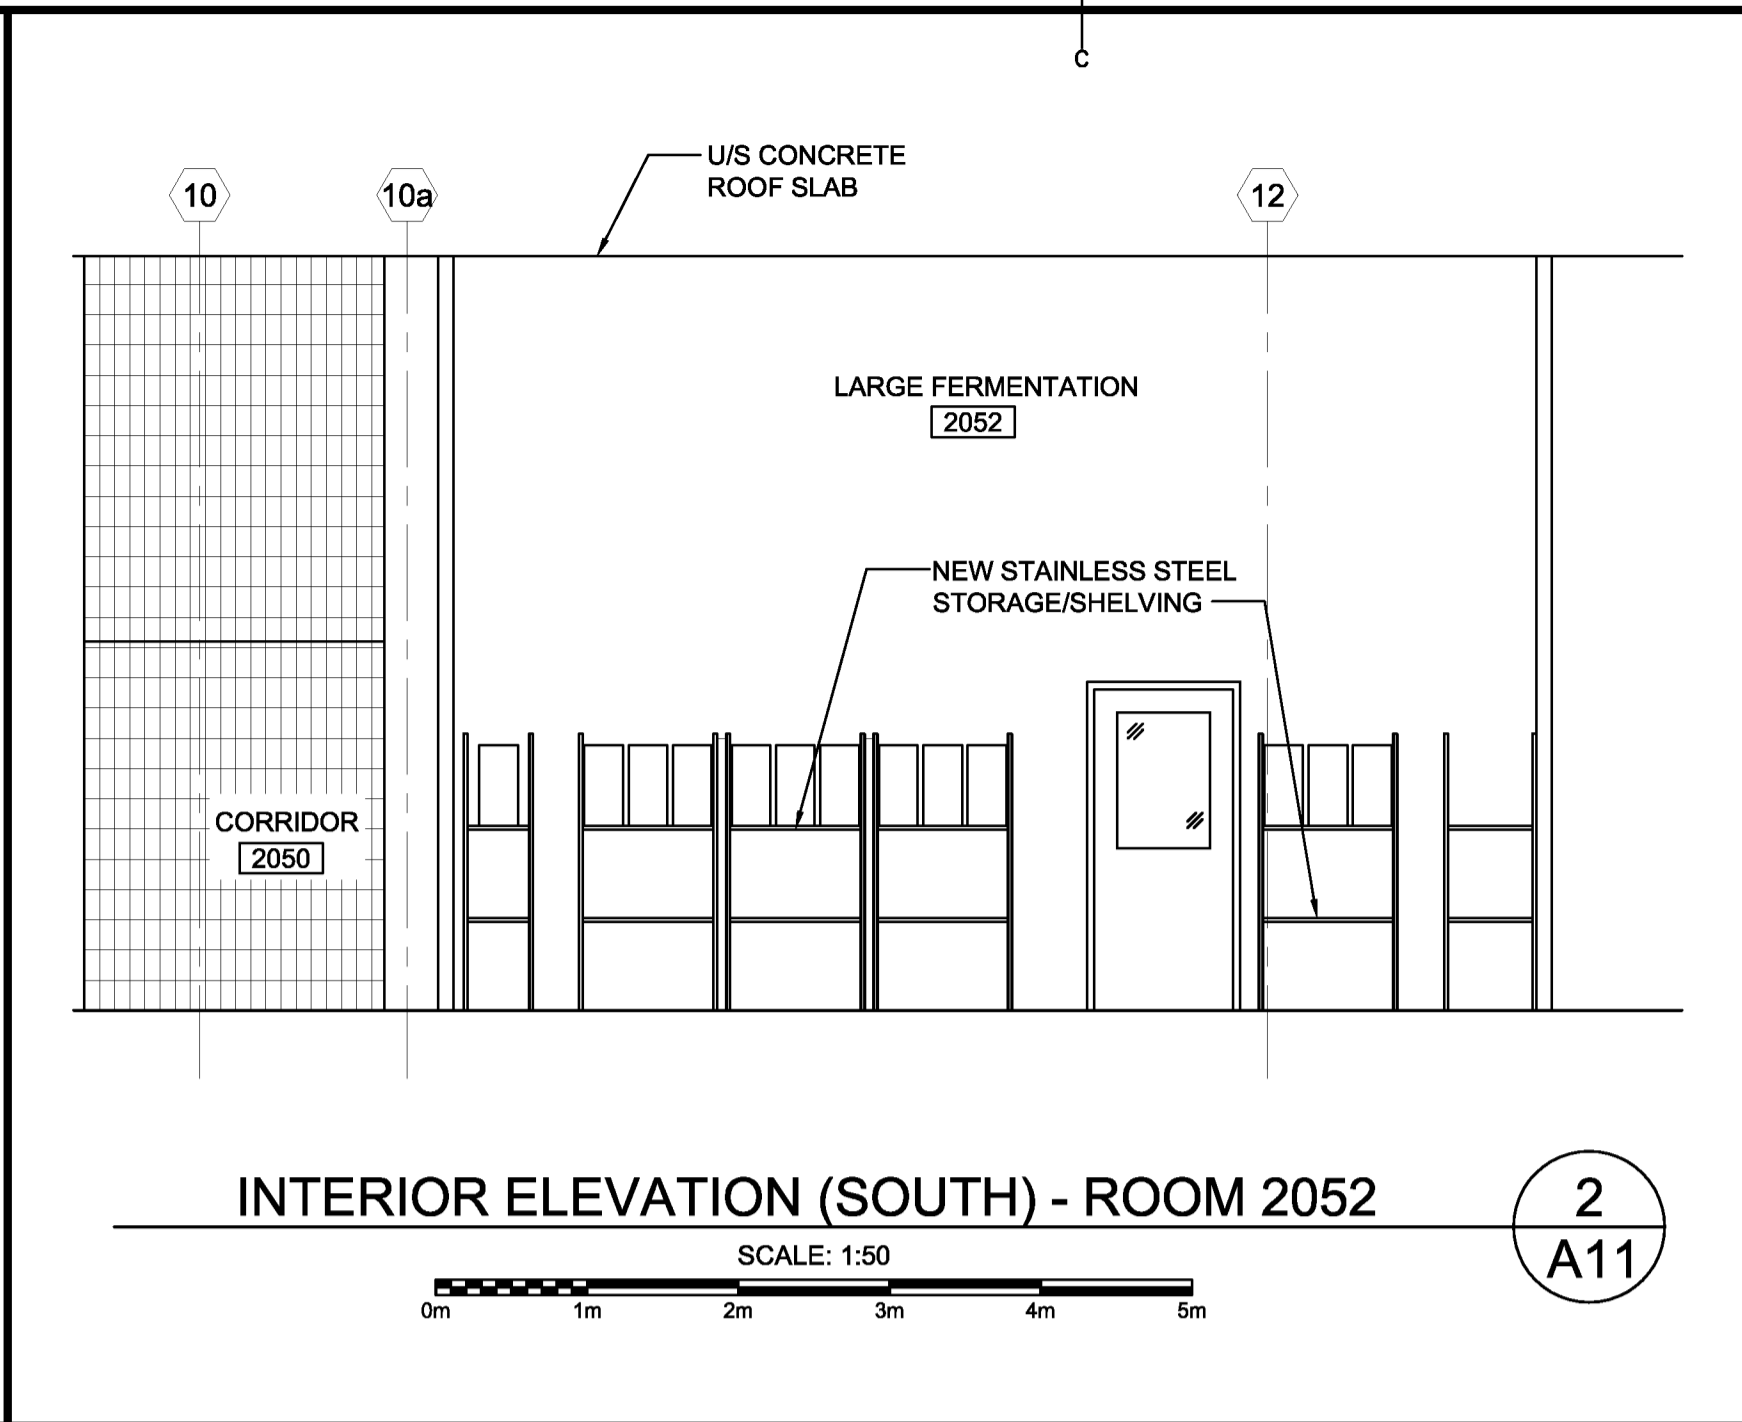 C
U/S CONCRETE
ROOF SLAB
10
10a
12
LARGE FERMENTATION
2052
NEW STAINLESS STEEL
STORAGE/SHELVING
CORRIDOR
2050
INTERIOR ELEVATION (SOUTH) - ROOM 2052
2
A11
SCALE: 1:50
0m 1m 2m 3m 4m 5m